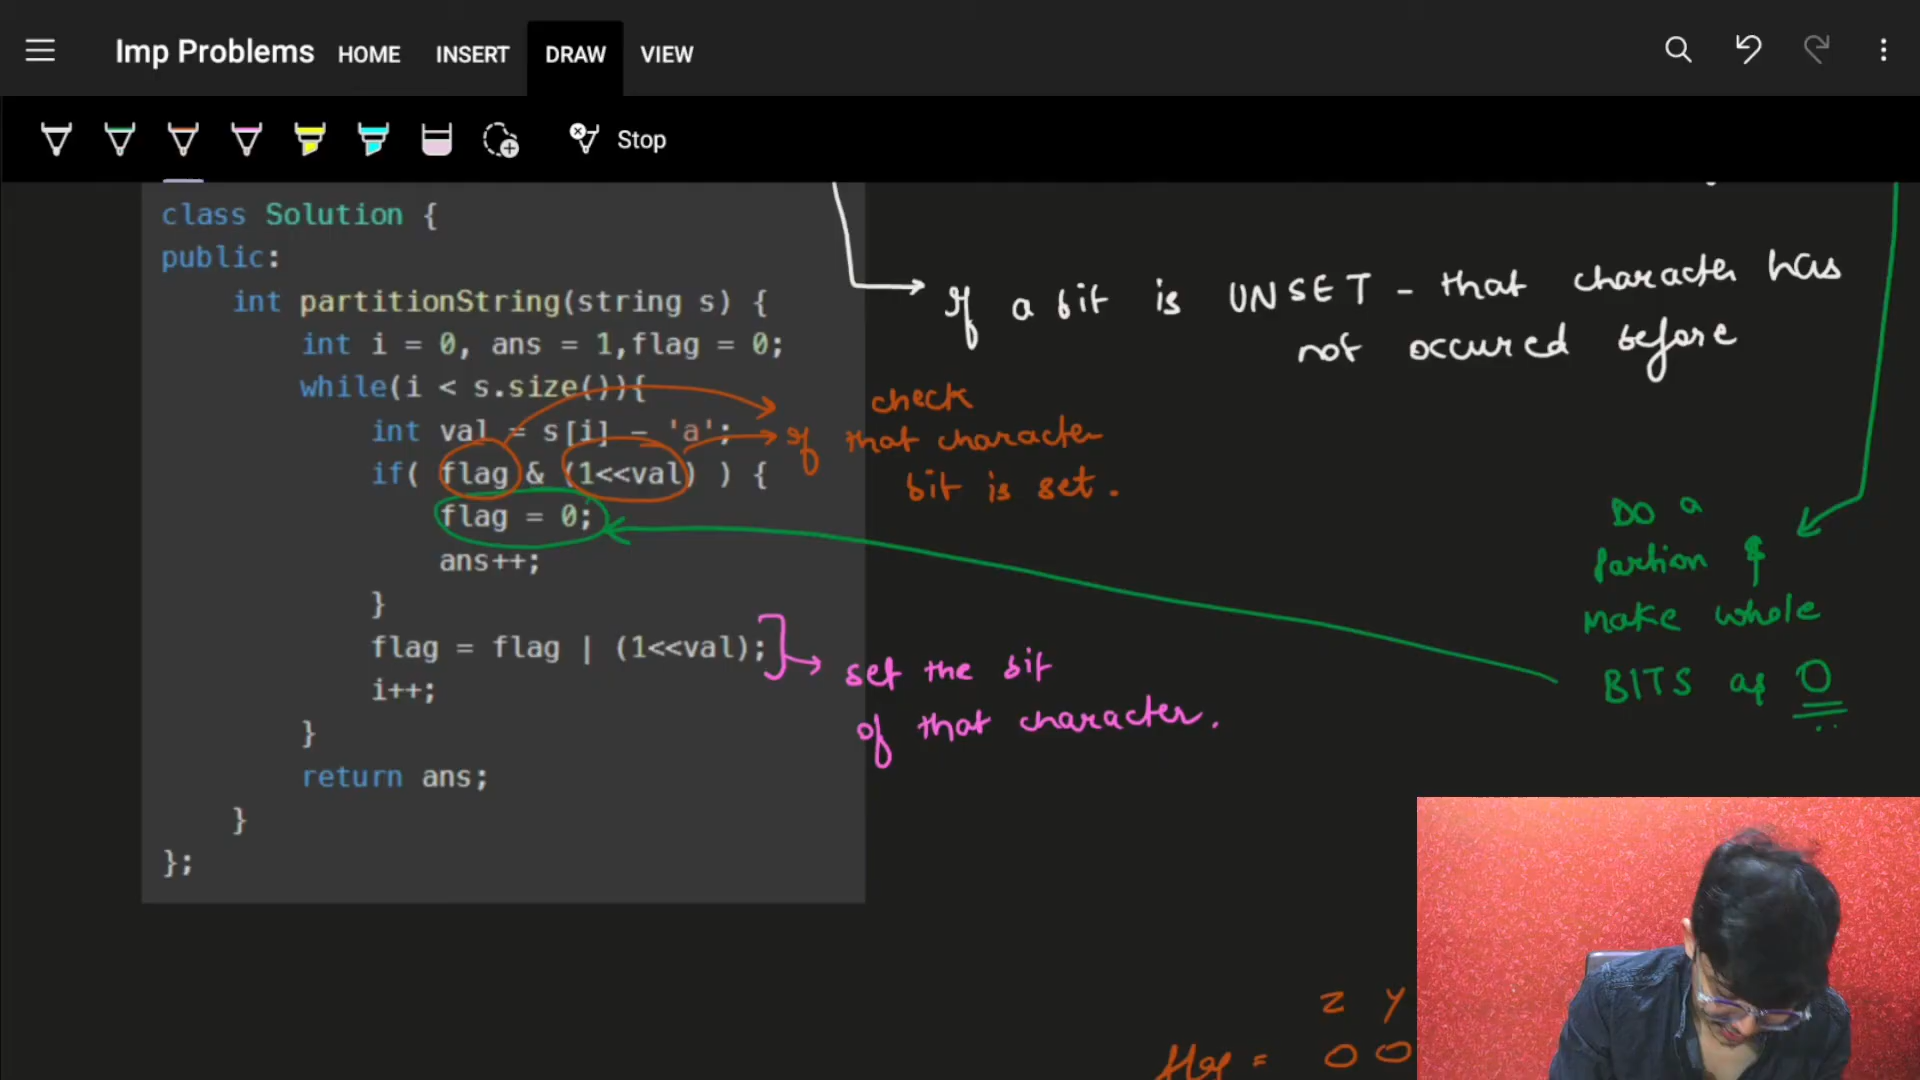 Imp Problems HOME INSERT DRAW VIEW
Stop
class Solution {
public:
int partitionString(string s) {
int i = 0, ans = 1,flag = 0;
while(i < s.size()){
int val = s[i] - 'a';
if( flag & (1<<val) ) {
flag = 0;
ans++;
}
flag = flag | (1<<val);
i++;
}
return ans;
}
};
If a bit is UNSET - that character has
not occured before
check
If that character
bit is set.
DO a
Partion &
make whole
BITS as 0
set the bit
of that character.
z y
flag = 0 0